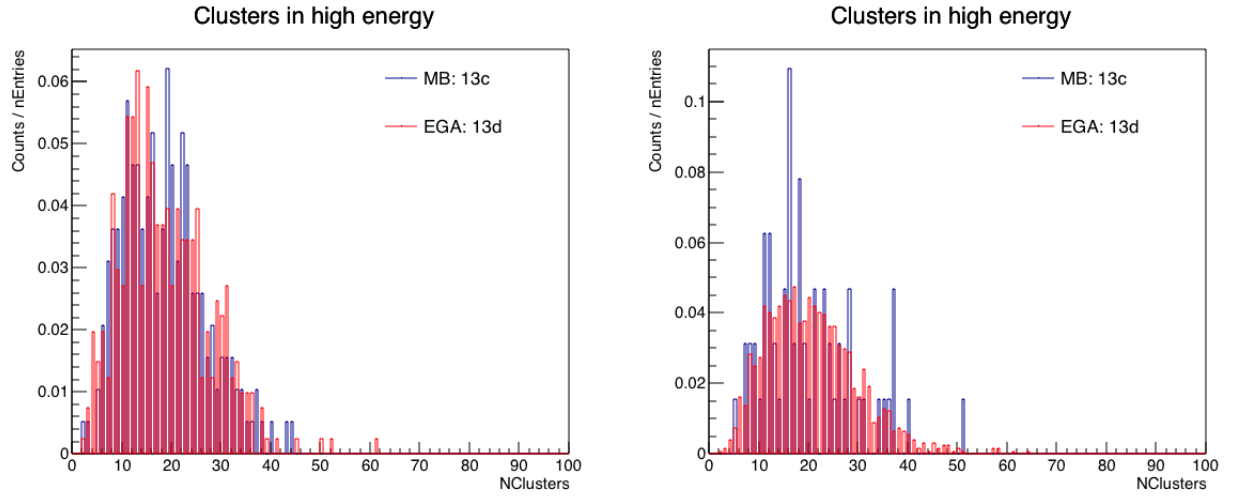 Clusters in high energy
Counts / nEntries
MB: 13c
EGA: 13d
0.06
0.05
0.04
0.03
0.02
0.01
0
0 10 20 30 40 50 60 70 80 90 100
NClusters
Clusters in high energy
Counts / nEntries
MB: 13c
EGA: 13d
0.1
0.08
0.06
0.04
0.02
0
0 10 20 30 40 50 60 70 80 90 100
NClusters